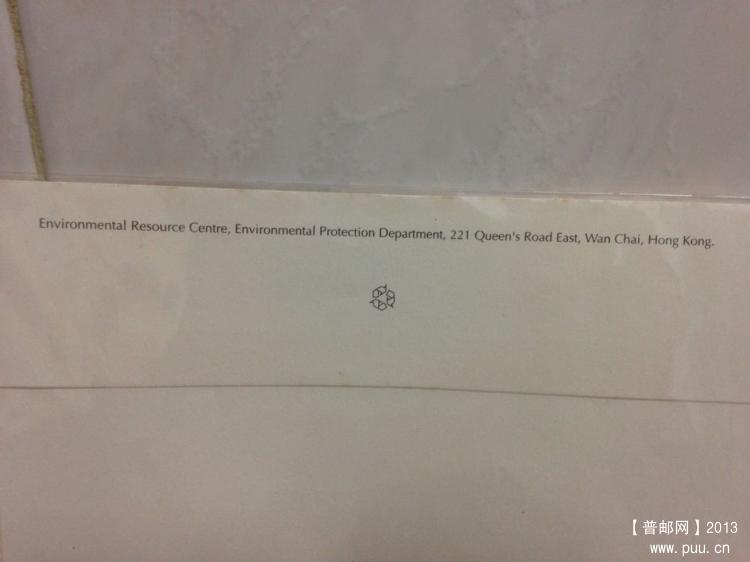 Environmental Resource Centre, Environmental Protection Department, 221 Queen's Road East, Wan Chai, Hong Kong.
【普邮网】2013
www.puu.cn